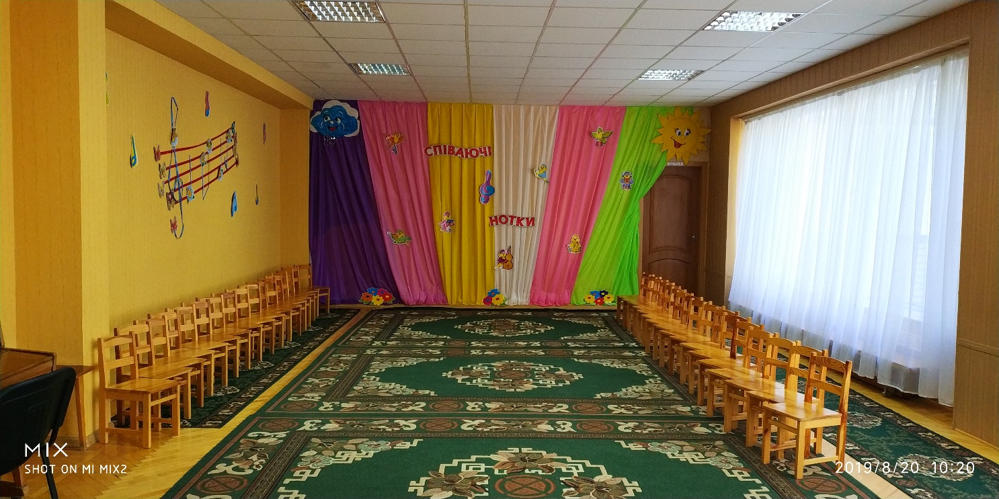 СПІВАЮЧІ
НОТКИ
MIX
SHOT ON MI MIX2
2019/8/20 10:20